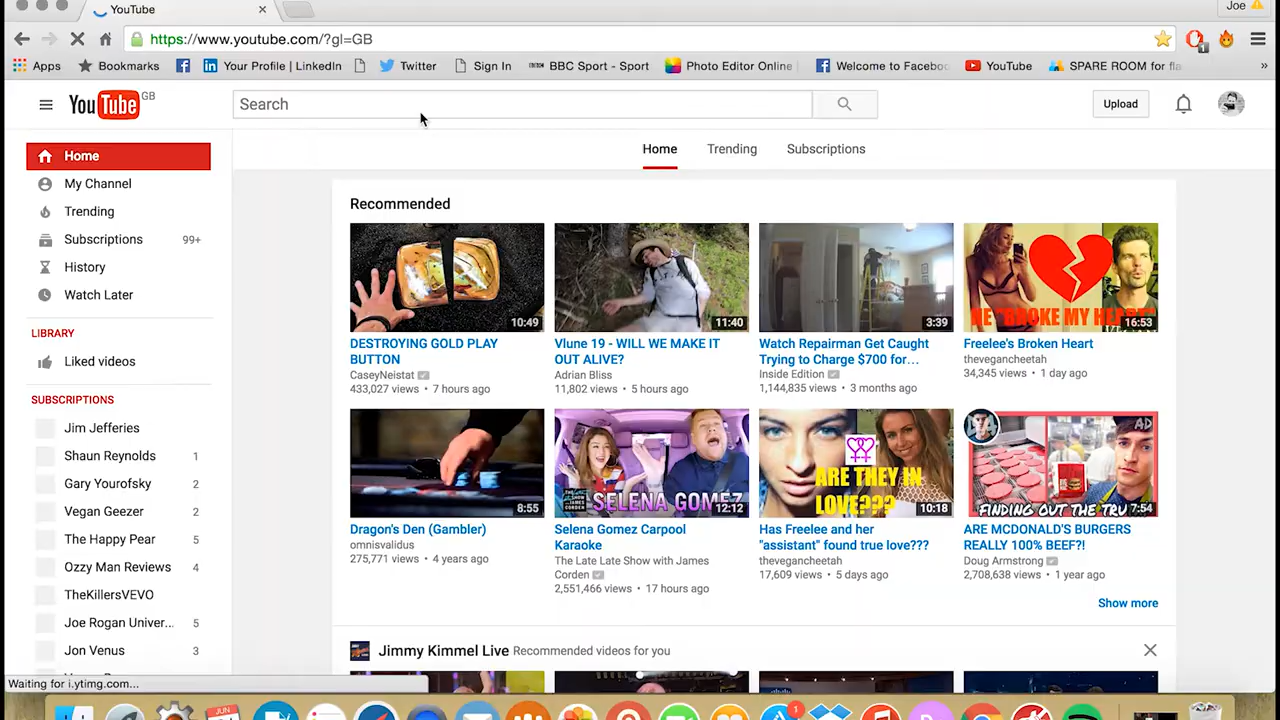 YouTube
Joe
https://www.youtube.com/?gl=GB
1
Apps Bookmarks Your Profile | LinkedIn Twitter Sign In BBC Sport - Sport Photo Editor Online Welcome to Faceboo YouTube SPARE ROOM for fla »
YouTube GB
Search
Upload
Home Trending Subscriptions
Home
My Channel
Trending
Subscriptions 99+
History
Watch Later
LIBRARY
Liked videos
SUBSCRIPTIONS
Jim Jefferies
Shaun Reynolds 1
Gary Yourofsky 2
Vegan Geezer 2
The Happy Pear 5
Ozzy Man Reviews 4
TheKillersVEVO
Joe Rogan Univer... 5
Jon Venus 3
Recommended
10:49
DESTROYING GOLD PLAY
BUTTON
CaseyNeistat
433,027 views • 7 hours ago
11:40
Vlune 19 - WILL WE MAKE IT
OUT ALIVE?
Adrian Bliss
11,802 views • 5 hours ago
3:39
Watch Repairman Get Caught
Trying to Charge $700 for…
Inside Edition
1,144,835 views • 3 months ago
HE "BROKE MY HEART
16:53
Freelee's Broken Heart
thevegancheetah
34,345 views • 1 day ago
8:55
Dragon's Den (Gambler)
omnisvalidus
275,771 views • 4 years ago
SELENA GOMEZ
12:12
Selena Gomez Carpool
Karaoke
The Late Late Show with James
Corden
2,551,466 views • 17 hours ago
ARE THEY IN
LOVE???
10:18
Has Freelee and her
"assistant" found true love???
thevegancheetah
17,609 views • 5 days ago
AD
FINDING OUT THE TRU
7:54
ARE MCDONALD'S BURGERS
REALLY 100% BEEF?!
Doug Armstrong
2,708,638 views • 1 year ago
Show more
Jimmy Kimmel Live Recommended videos for you
Waiting for i.ytimg.com...
JUN
1